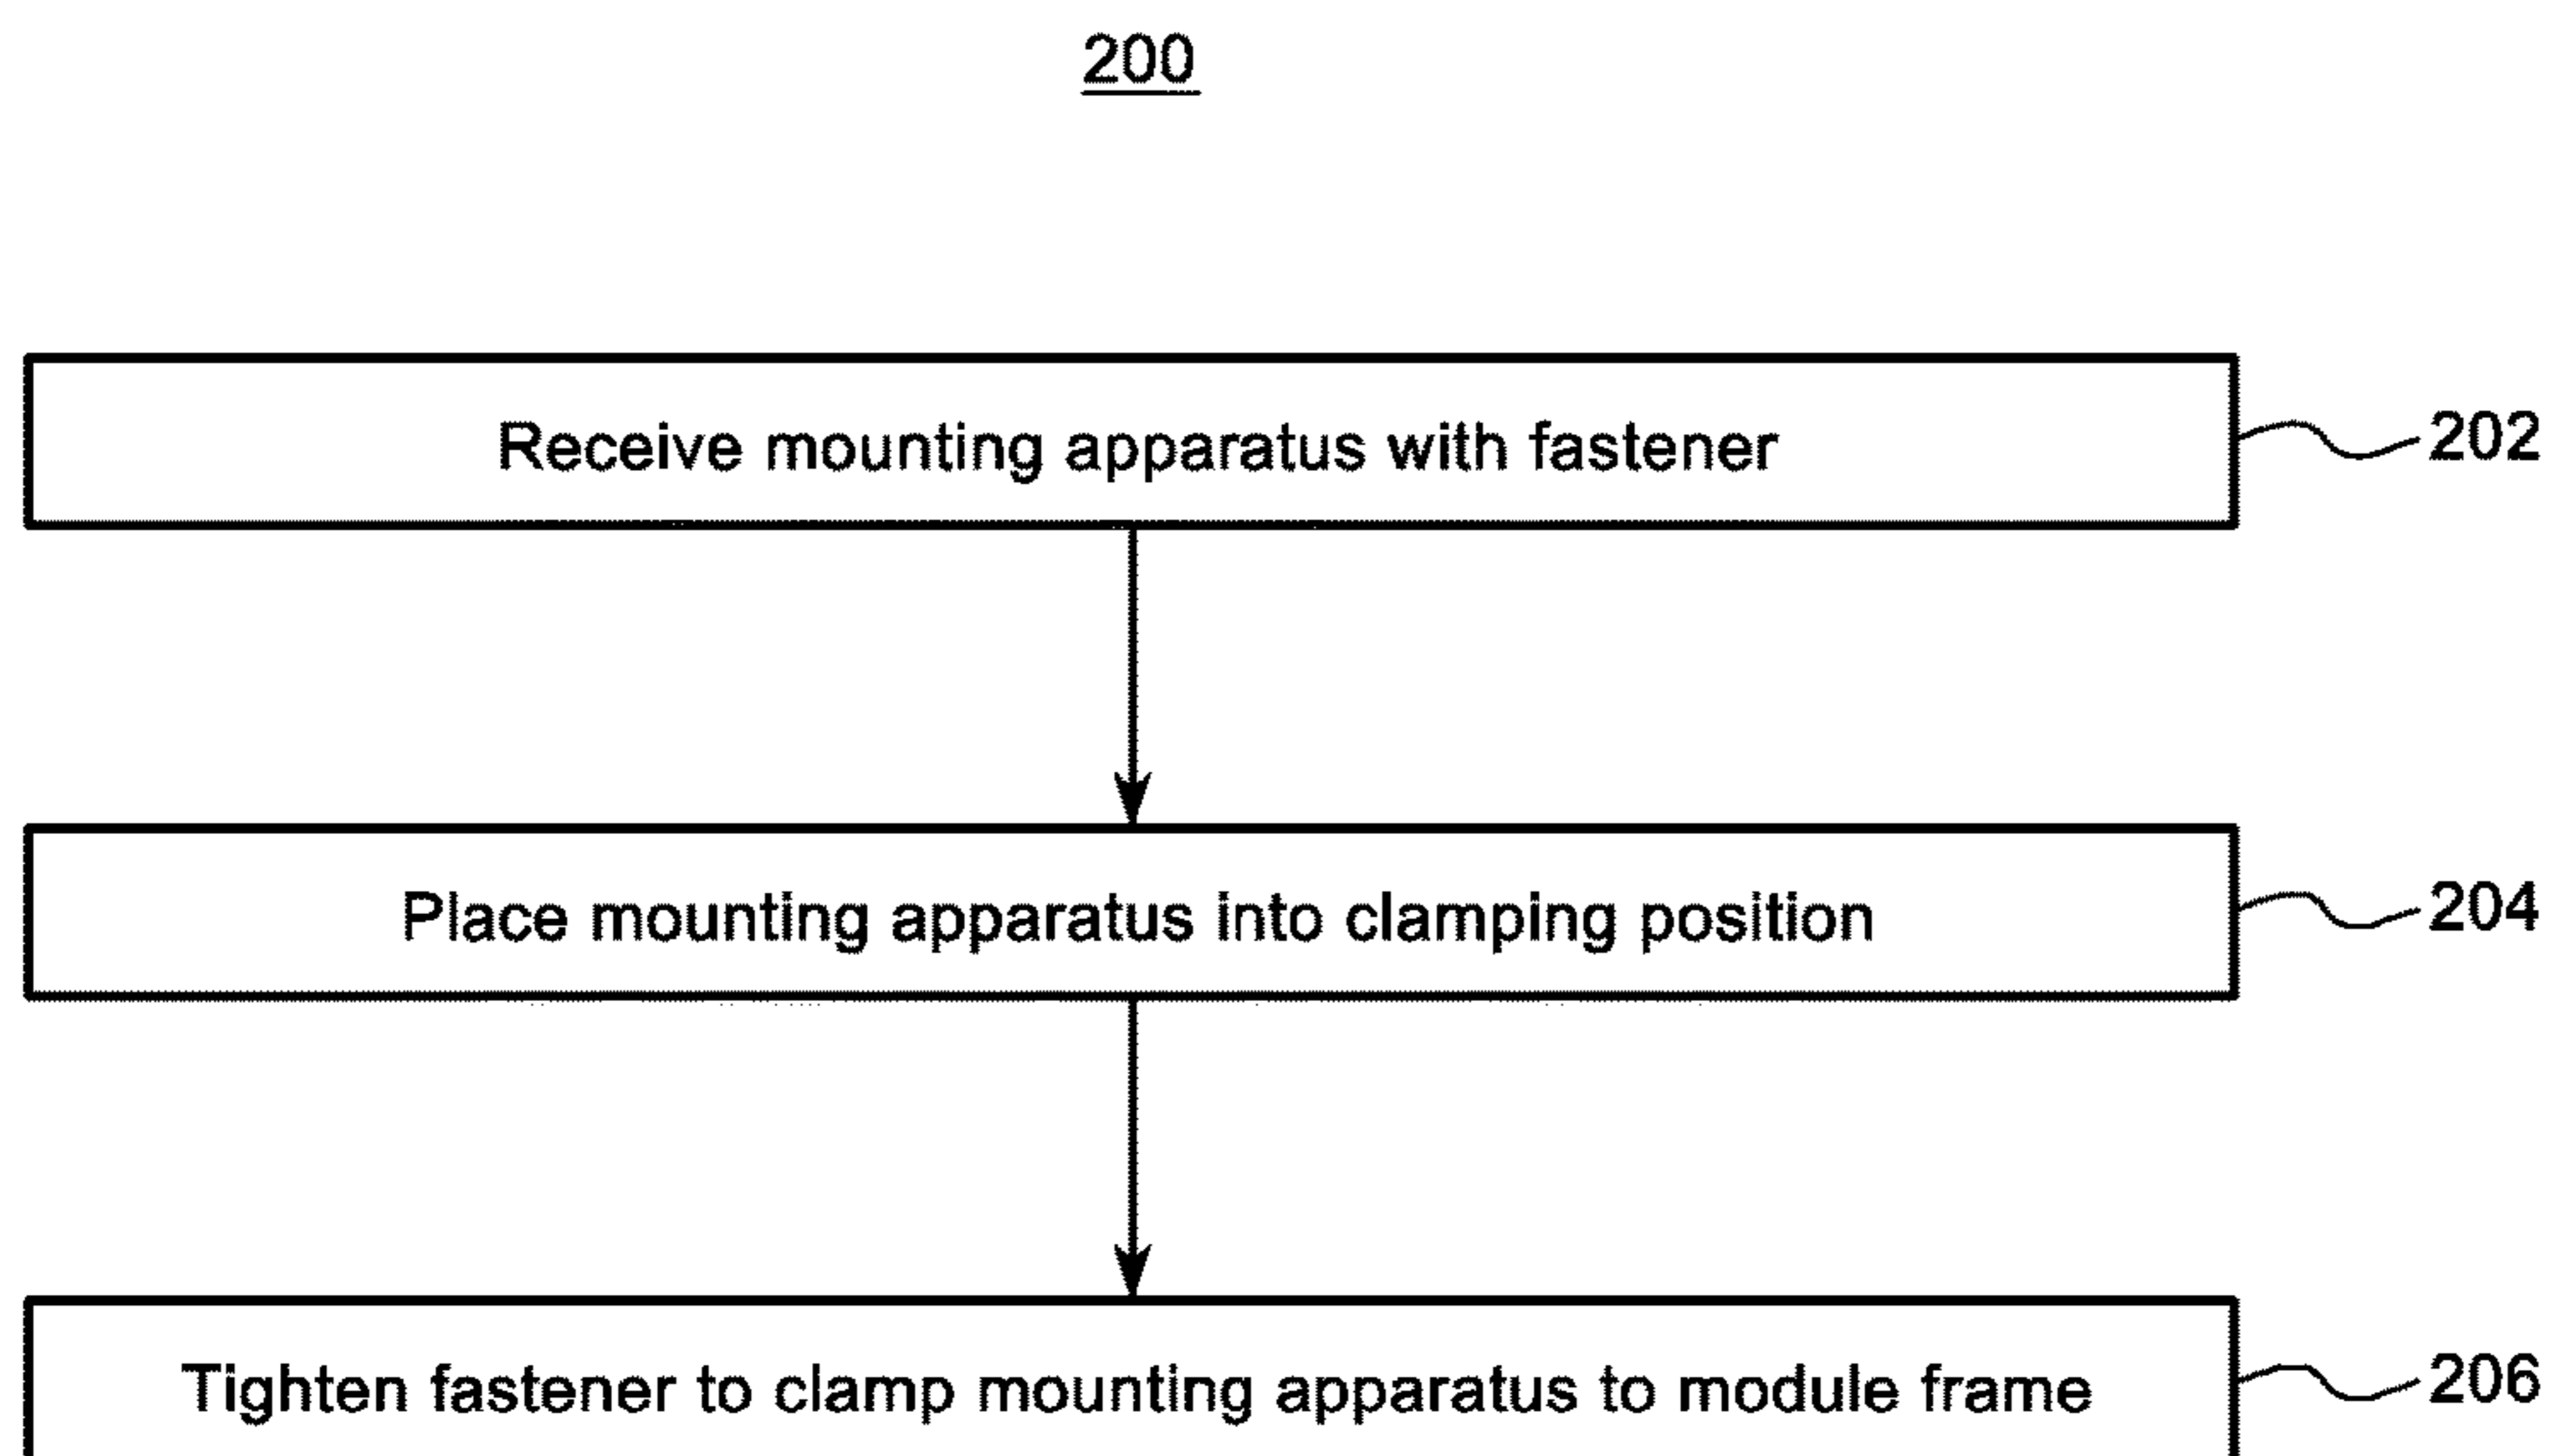 200
Receive mounting apparatus with fastener
202
Place mounting apparatus into clamping position
204
Tighten fastener to clamp mounting apparatus to module frame
206